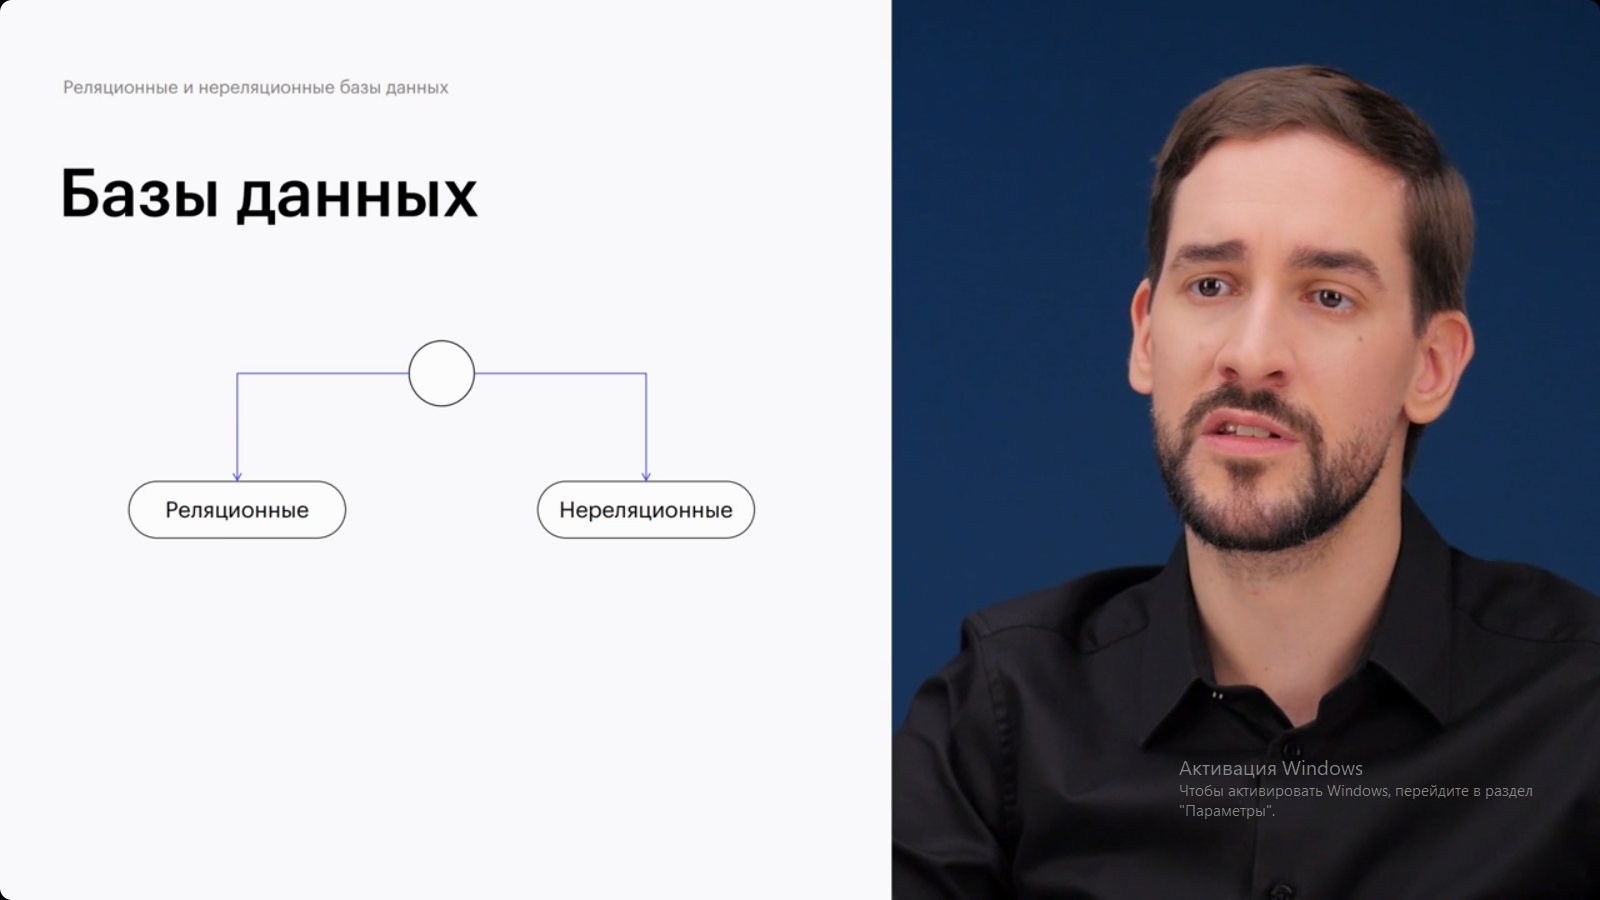 Реляционные и нереляционные базы данных
Базы данных
Реляционные
Нереляционные
Активация Windows
Чтобы активировать Windows, перейдите в раздел
"Параметры".